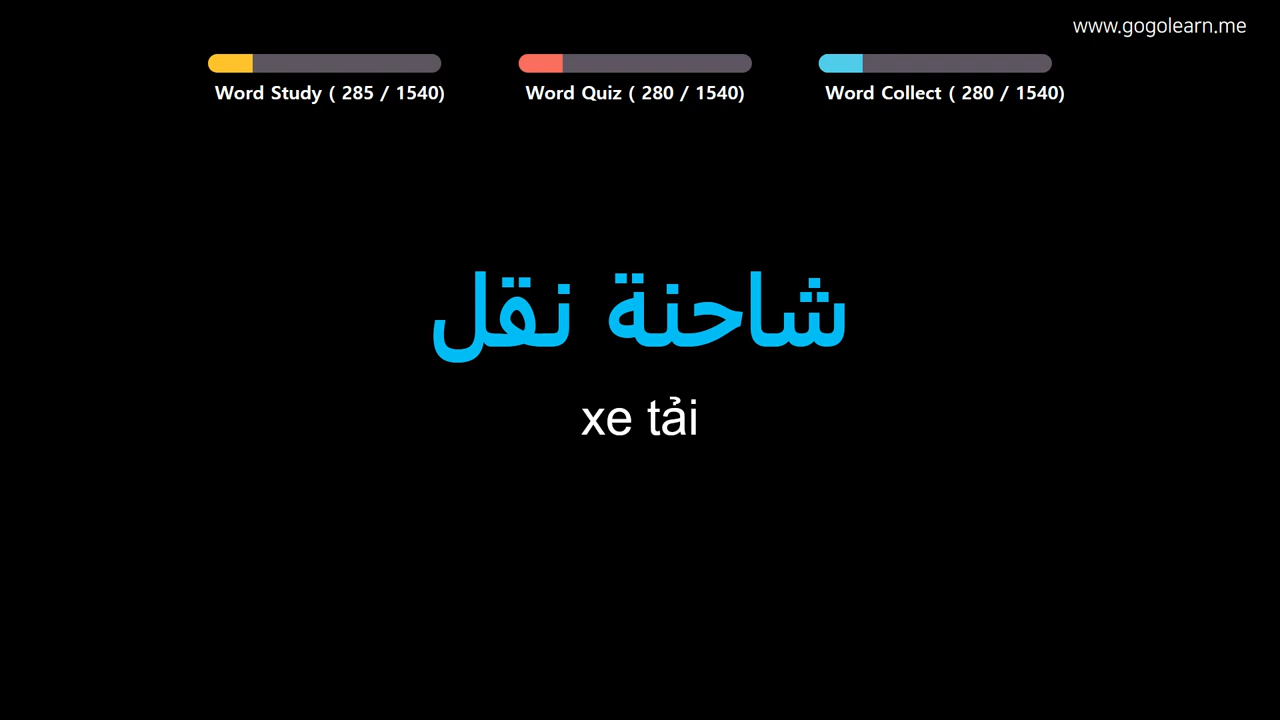 www.gogolearn.me
Word Study ( 285 / 1540)
Word Quiz ( 280 / 1540)
Word Collect ( 280 / 1540)
شاحنة نقل
xe tải